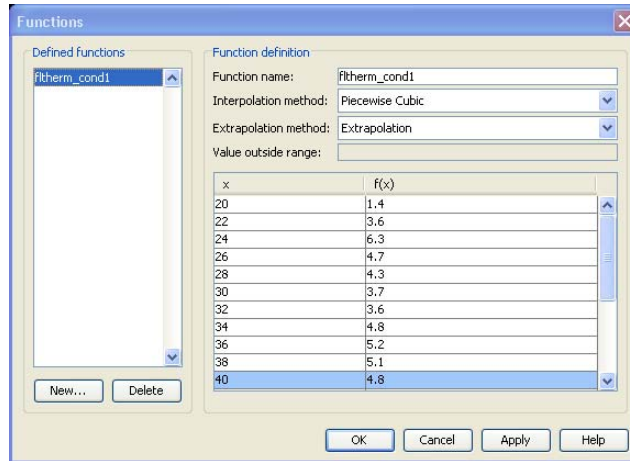 Functions
Defined functions
fltherm_cond1
New...
Delete
Function definition
Function name: fltherm_cond1
Interpolation method: Piecewise Cubic
Extrapolation method: Extrapolation
Value outside range:
x f(x)
20 1.4
22 3.6
24 6.3
26 4.7
28 4.3
30 3.7
32 3.6
34 4.8
36 5.2
38 5.1
40 4.8
OK Cancel Apply Help